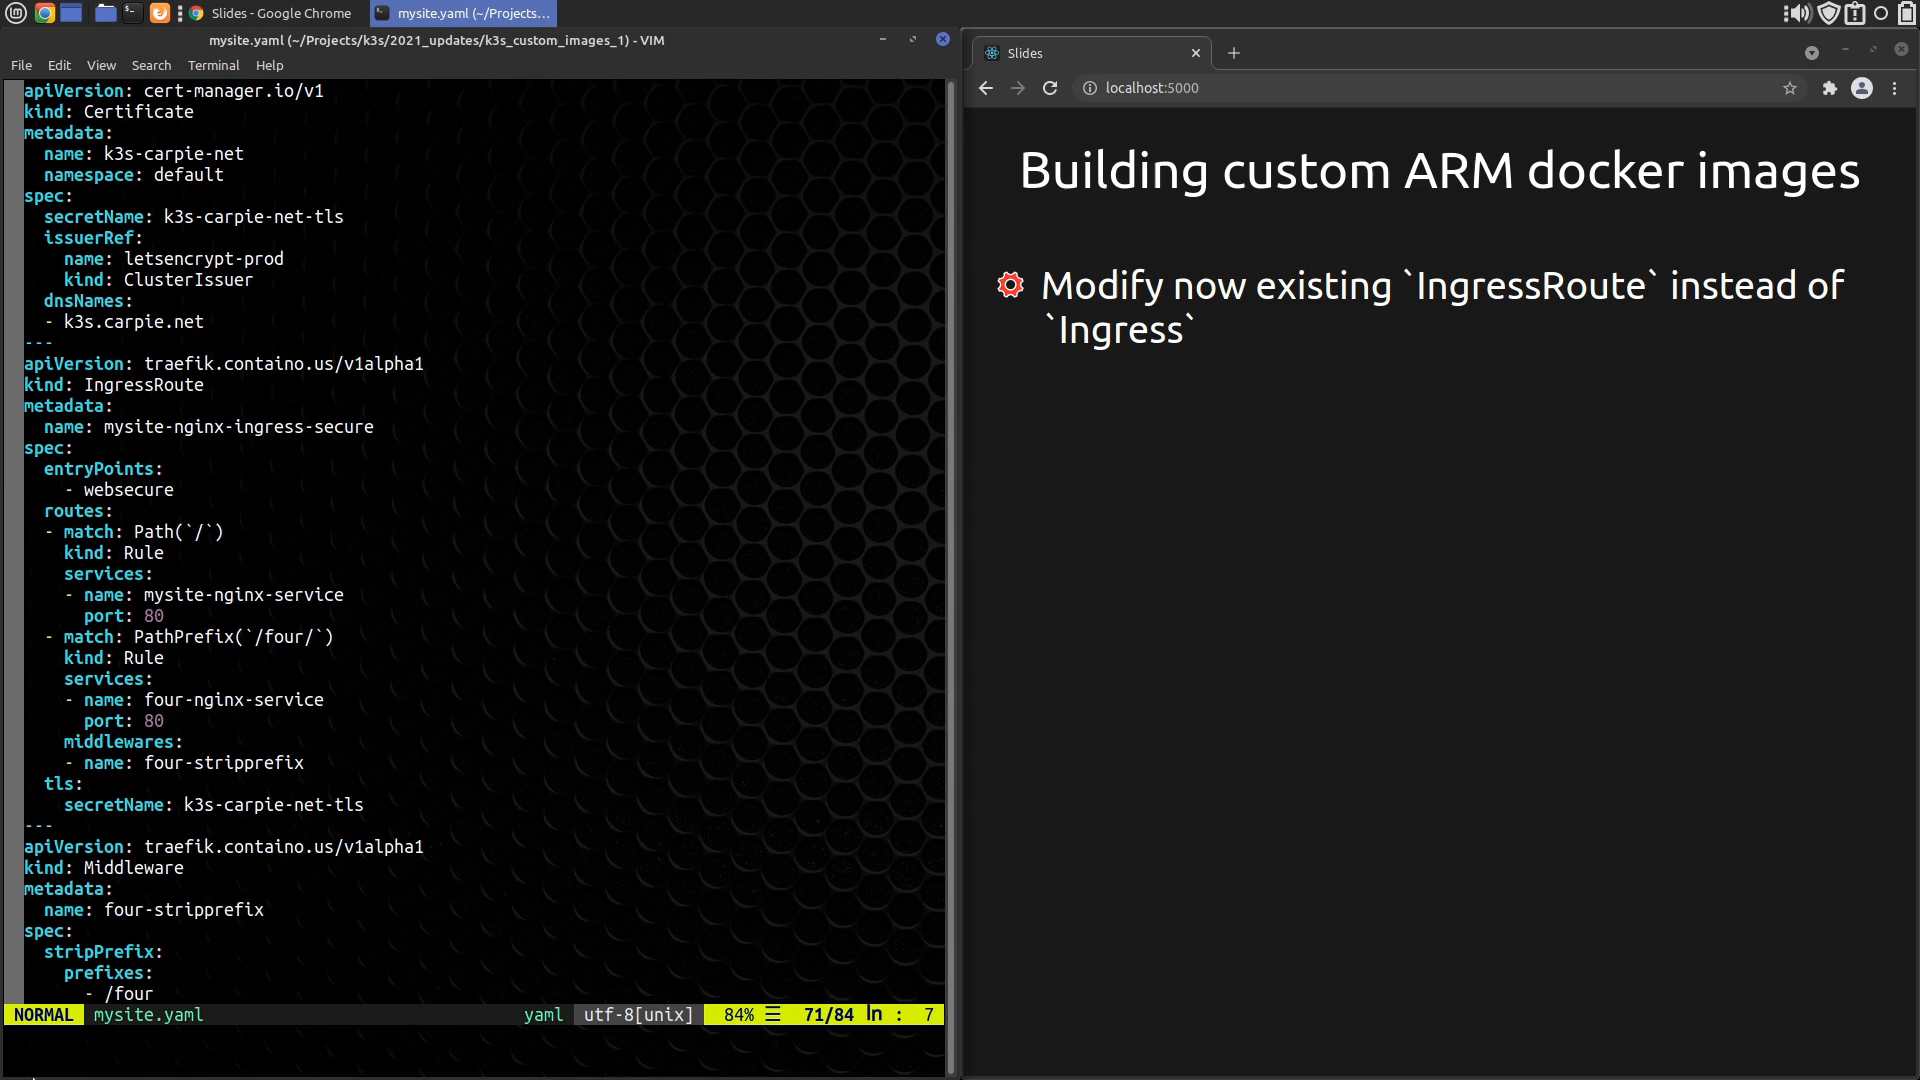 Slides - Google Chrome
mysite.yaml (~/Projects...
mysite.yaml (~/Projects/k3s/2021_updates/k3s_custom_images_1) - VIM
File Edit View Search Terminal Help
apiVersion: cert-manager.io/v1
kind: Certificate
metadata:
  name: k3s-carpie-net
  namespace: default
spec:
  secretName: k3s-carpie-net-tls
  issuerRef:
    name: letsencrypt-prod
    kind: ClusterIssuer
  dnsNames:
  - k3s.carpie.net
---
apiVersion: traefik.containo.us/v1alpha1
kind: IngressRoute
metadata:
  name: mysite-nginx-ingress-secure
spec:
  entryPoints:
    - websecure
  routes:
  - match: Path(`/`)
    kind: Rule
    services:
    - name: mysite-nginx-service
      port: 80
  - match: PathPrefix(`/four/`)
    kind: Rule
    services:
    - name: four-nginx-service
      port: 80
    middlewares:
    - name: four-stripprefix
  tls:
    secretName: k3s-carpie-net-tls
---
apiVersion: traefik.containo.us/v1alpha1
kind: Middleware
metadata:
  name: four-stripprefix
spec:
  stripPrefix:
    prefixes:
      - /four
NORMAL mysite.yaml yaml utf-8[unix] 84% ☰ 71/84 ln : 7
Slides
localhost:5000
Building custom ARM docker images
Modify now existing `IngressRoute` instead of
`Ingress`